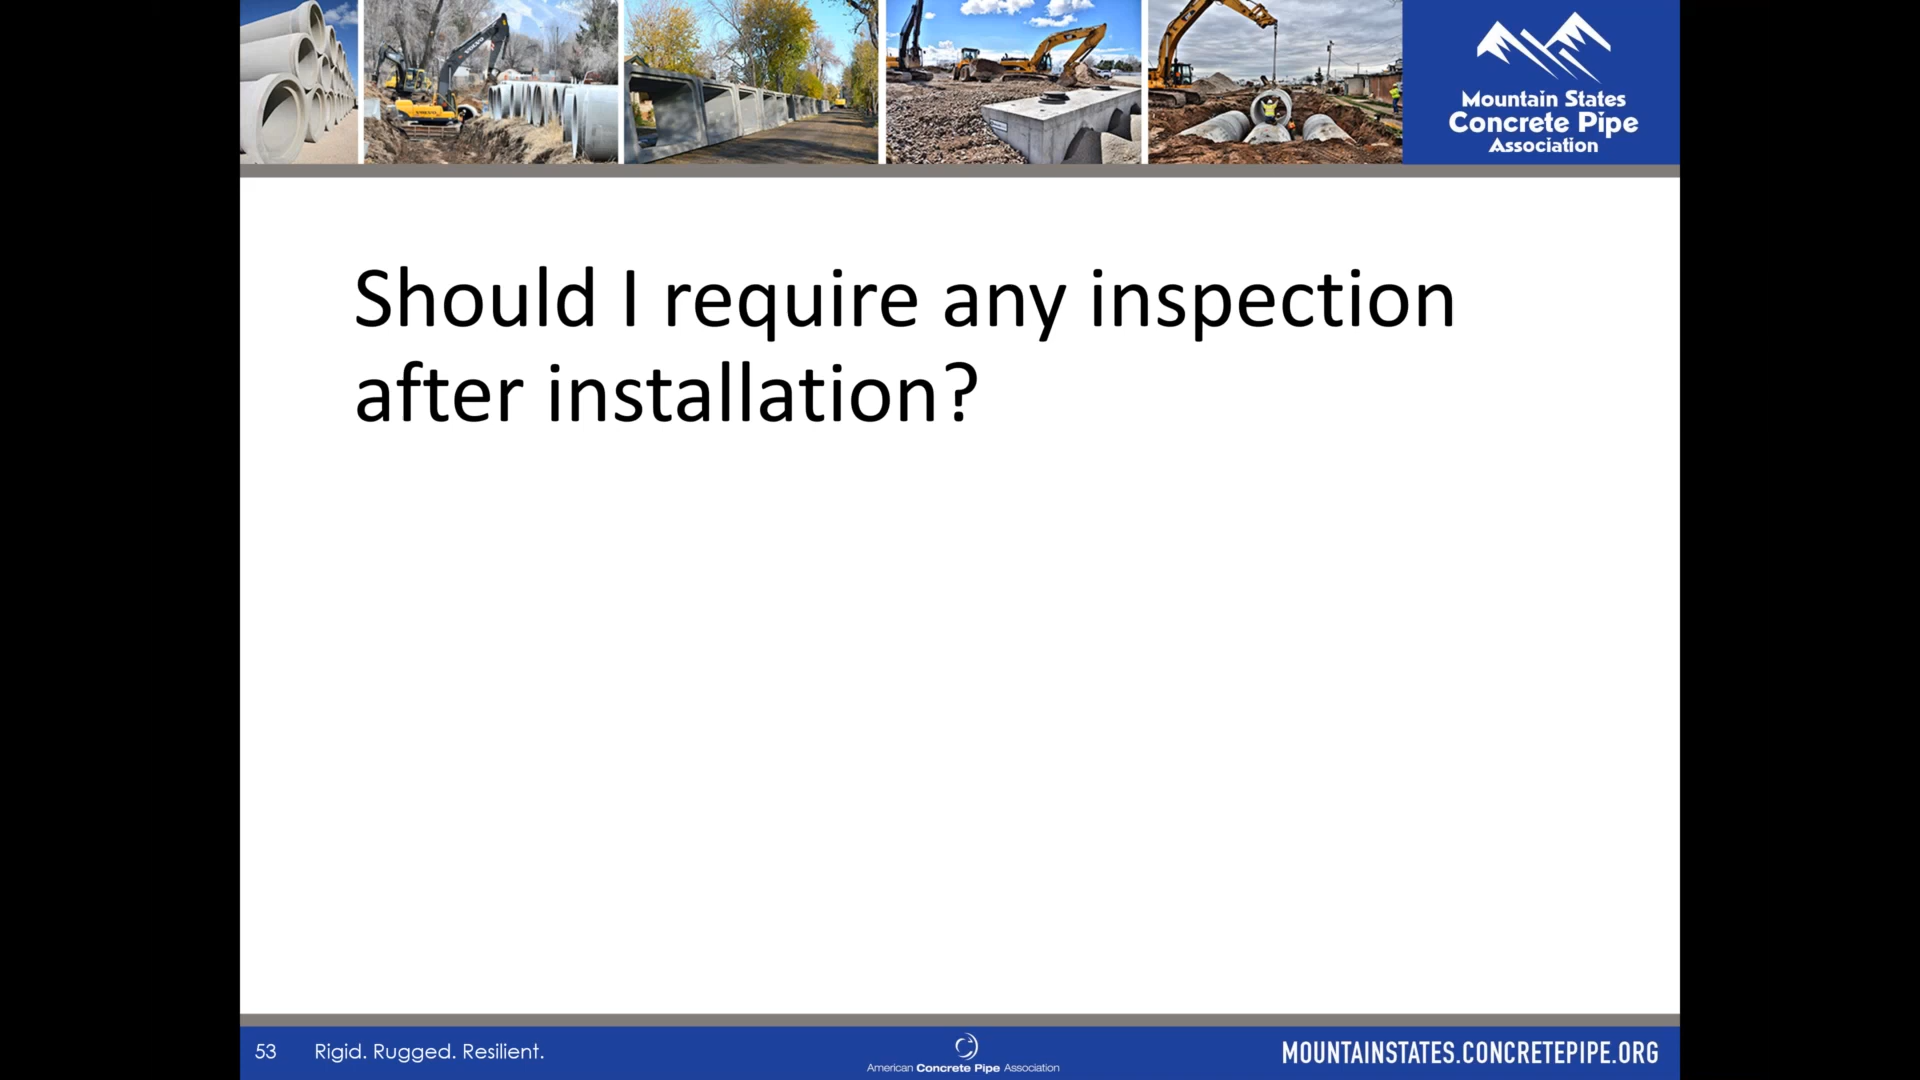 Mountain States
Concrete Pipe
Association
Should I require any inspection
after installation?
53 Rigid. Rugged. Resilient.
American Concrete Pipe Association
MOUNTAINSTATES.CONCRETEPIPE.ORG